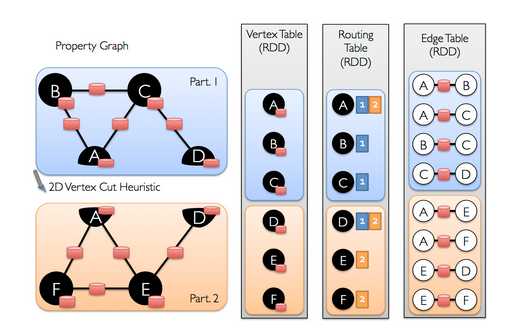 Property Graph
Part. 1
B
C
A
D
2D Vertex Cut Heuristic
A
D
F
E
Part. 2
Vertex Table
(RDD)
A
B
C
D
E
F
Routing
Table
(RDD)
A 1 2
B 1
C 1
D 1 2
E 2
F 2
Edge Table
(RDD)
A B
A C
B C
C D
A E
A F
E D
E F